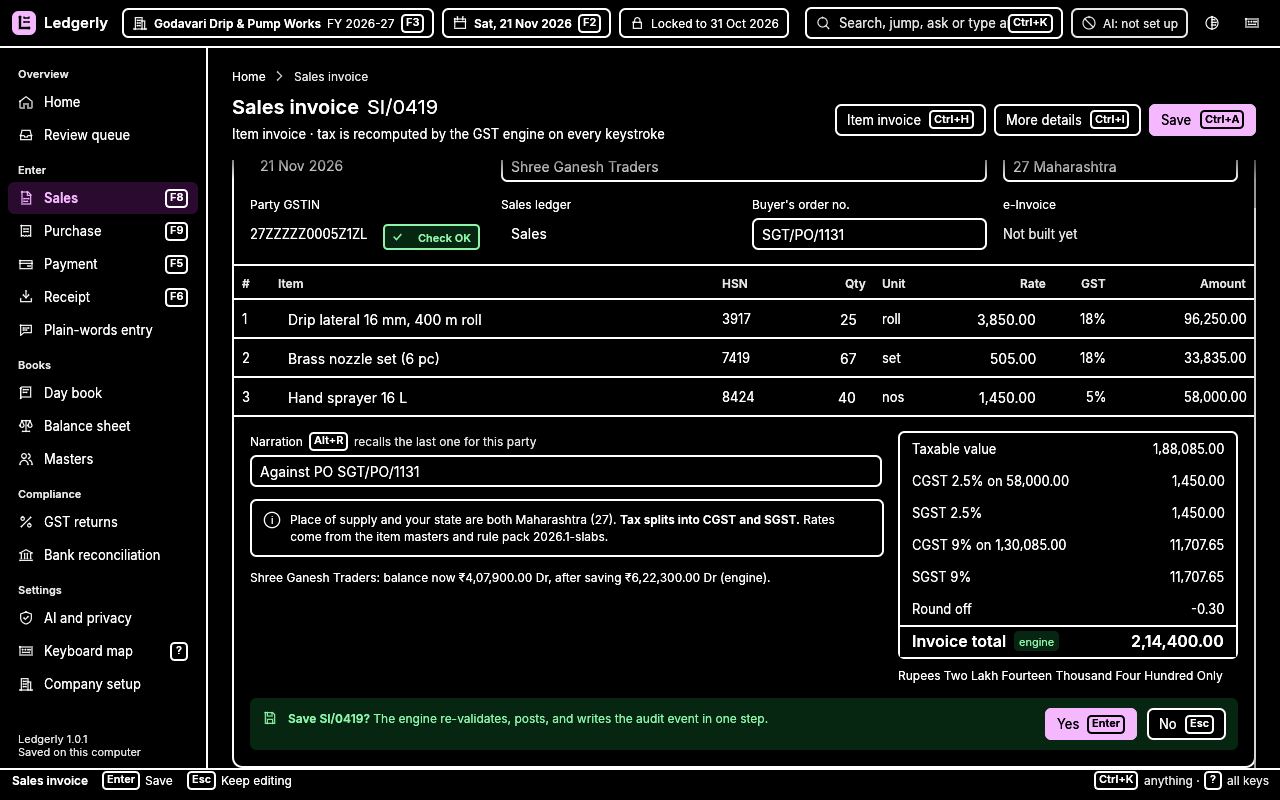 Ledgerly
Godavari Drip & Pump Works FY 2026-27 F3
Sat, 21 Nov 2026 F2
Locked to 31 Oct 2026
Search, jump, ask or type a Ctrl+K
AI: not set up
Overview
Home
Review queue
Enter
Sales F8
Purchase F9
Payment F5
Receipt F6
Plain-words entry
Books
Day book
Balance sheet
Masters
Compliance
GST returns
Bank reconciliation
Settings
AI and privacy
Keyboard map ?
Company setup
Ledgerly 1.0.1
Saved on this computer
Home > Sales invoice
Sales invoice SI/0419
Item invoice · tax is recomputed by the GST engine on every keystroke
Item invoice Ctrl+H
More details Ctrl+I
Save Ctrl+A
21 Nov 2026 Shree Ganesh Traders 27 Maharashtra
Party GSTIN Sales ledger Buyer's order no. e-Invoice
27ZZZZZ0005Z1ZL Check OK Sales SGT/PO/1131 Not built yet
# Item HSN Qty Unit Rate GST Amount
1 Drip lateral 16 mm, 400 m roll 3917 25 roll 3,850.00 18% 96,250.00
2 Brass nozzle set (6 pc) 7419 67 set 505.00 18% 33,835.00
3 Hand sprayer 16 L 8424 40 nos 1,450.00 5% 58,000.00
Narration Alt+R recalls the last one for this party
Against PO SGT/PO/1131
Place of supply and your state are both Maharashtra (27). Tax splits into CGST and SGST. Rates
come from the item masters and rule pack 2026.1-slabs.
Shree Ganesh Traders: balance now ₹4,07,900.00 Dr, after saving ₹6,22,300.00 Dr (engine).
Taxable value 1,88,085.00
CGST 2.5% on 58,000.00 1,450.00
SGST 2.5% 1,450.00
CGST 9% on 1,30,085.00 11,707.65
SGST 9% 11,707.65
Round off -0.30
Invoice total engine 2,14,400.00
Rupees Two Lakh Fourteen Thousand Four Hundred Only
Save SI/0419? The engine re-validates, posts, and writes the audit event in one step.
Yes Enter
No Esc
Sales invoice Enter Save Esc Keep editing
Ctrl+K anything · ? all keys